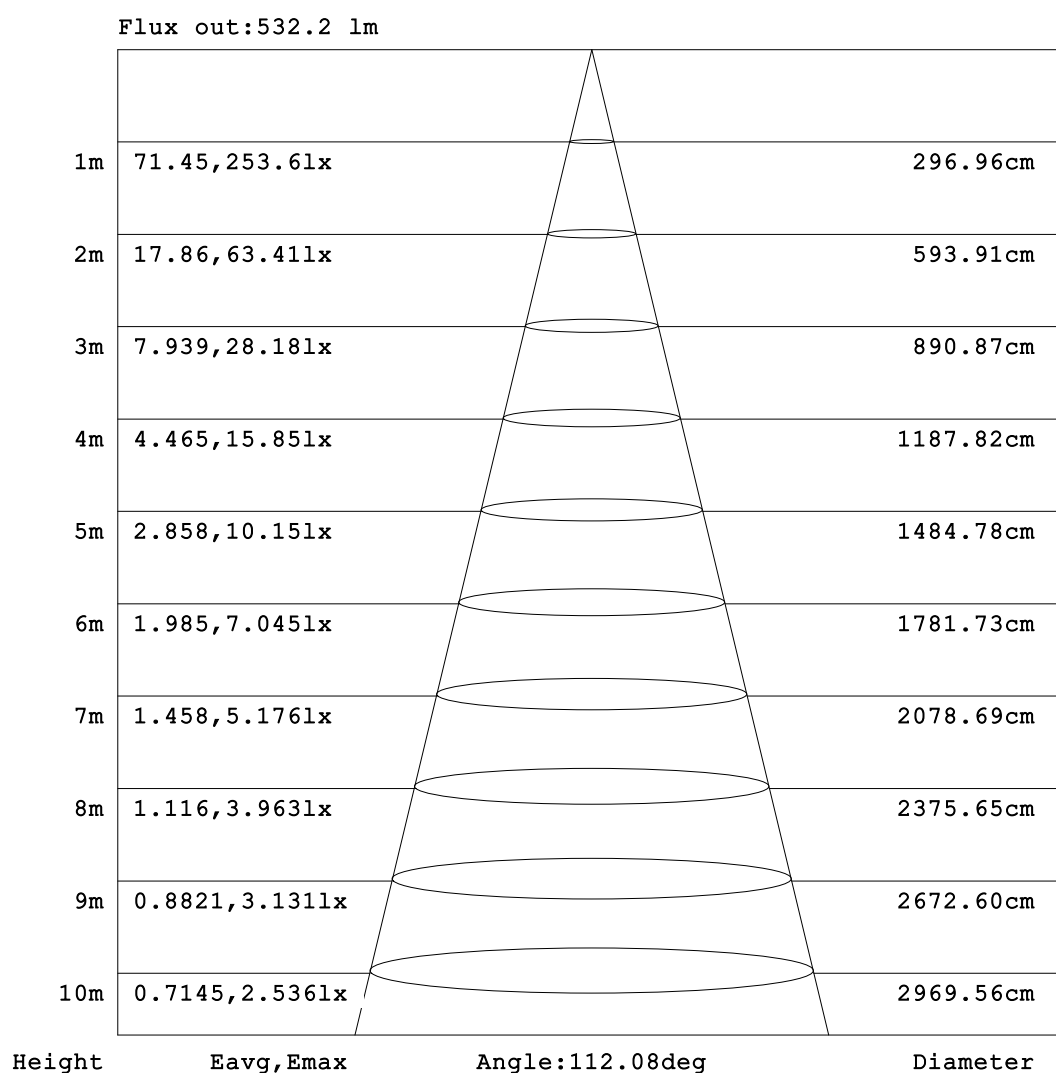 Flux out:532.2 lm
1m 71.45,253.6lx 296.96cm
2m 17.86,63.41lx 593.91cm
3m 7.939,28.18lx 890.87cm
4m 4.465,15.85lx 1187.82cm
5m 2.858,10.15lx 1484.78cm
6m 1.985,7.045lx 1781.73cm
7m 1.458,5.176lx 2078.69cm
8m 1.116,3.963lx 2375.65cm
9m 0.8821,3.131lx 2672.60cm
10m 0.7145,2.536lx 2969.56cm
Height Eavg,Emax Angle:112.08deg Diameter